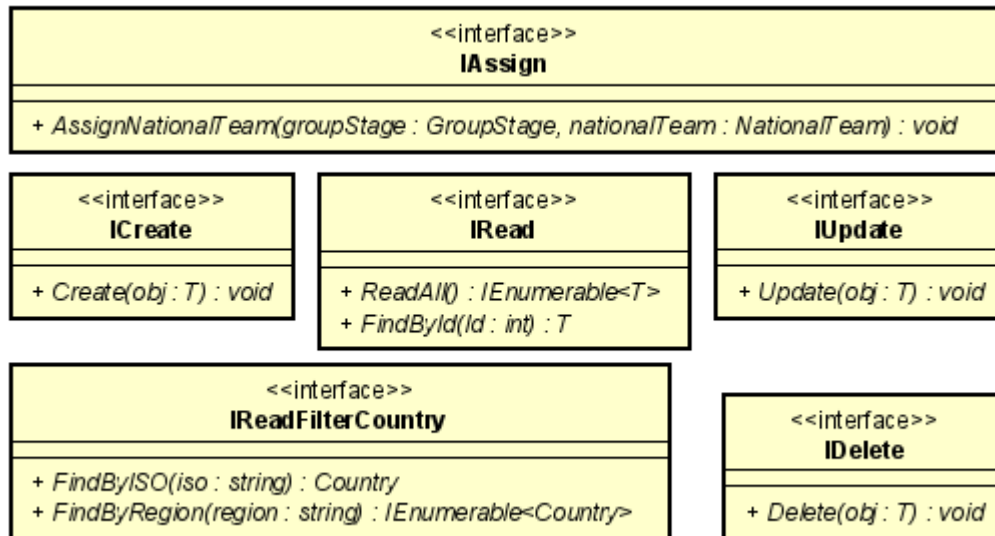 <<interface>>
IAssign
+ AssignNationalTeam(groupStage : GroupStage, nationalTeam : NationalTeam) : void
<<interface>>
ICreate
+ Create(obj : T) : void
<<interface>>
IRead
+ ReadAll() : IEnumerable<T>
+ FindById(Id : int) : T
<<interface>>
IUpdate
+ Update(obj : T) : void
<<interface>>
IReadFilterCountry
+ FindByISO(iso : string) : Country
+ FindByRegion(region : string) : IEnumerable<Country>
<<interface>>
IDelete
+ Delete(obj : T) : void